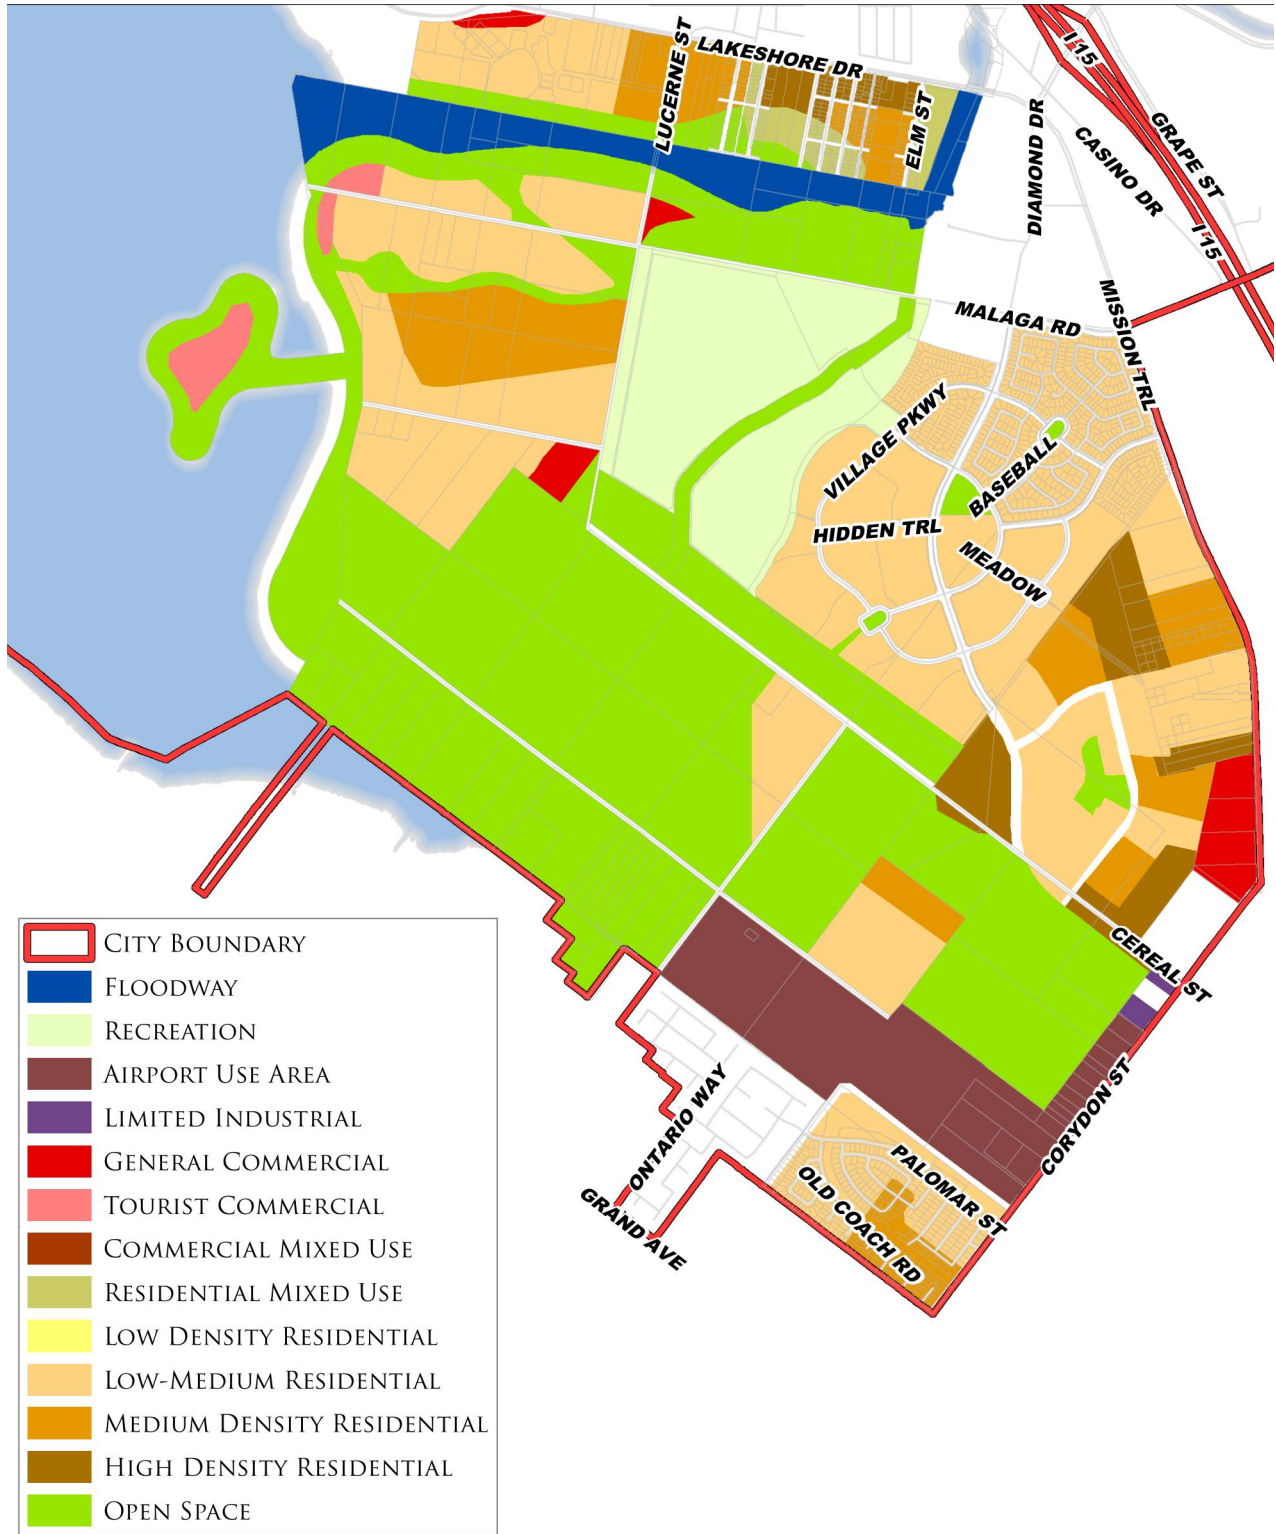 I 15
LAKESHORE DR
LUCERNE ST
ELM ST
DIAMOND DR
CASINO DR
GRAPE ST
I 15
MALAGA RD
MISSION TRL
VILLAGE PKWY
BASEBALL
HIDDEN TRL
MEADOW
CEREAL ST
CORYDON ST
ONTARIO WAY
GRAND AVE
PALOMAR ST
OLD COACH RD
CITY BOUNDARY
FLOODWAY
RECREATION
AIRPORT USE AREA
LIMITED INDUSTRIAL
GENERAL COMMERCIAL
TOURIST COMMERCIAL
COMMERCIAL MIXED USE
RESIDENTIAL MIXED USE
LOW DENSITY RESIDENTIAL
LOW-MEDIUM RESIDENTIAL
MEDIUM DENSITY RESIDENTIAL
HIGH DENSITY RESIDENTIAL
OPEN SPACE